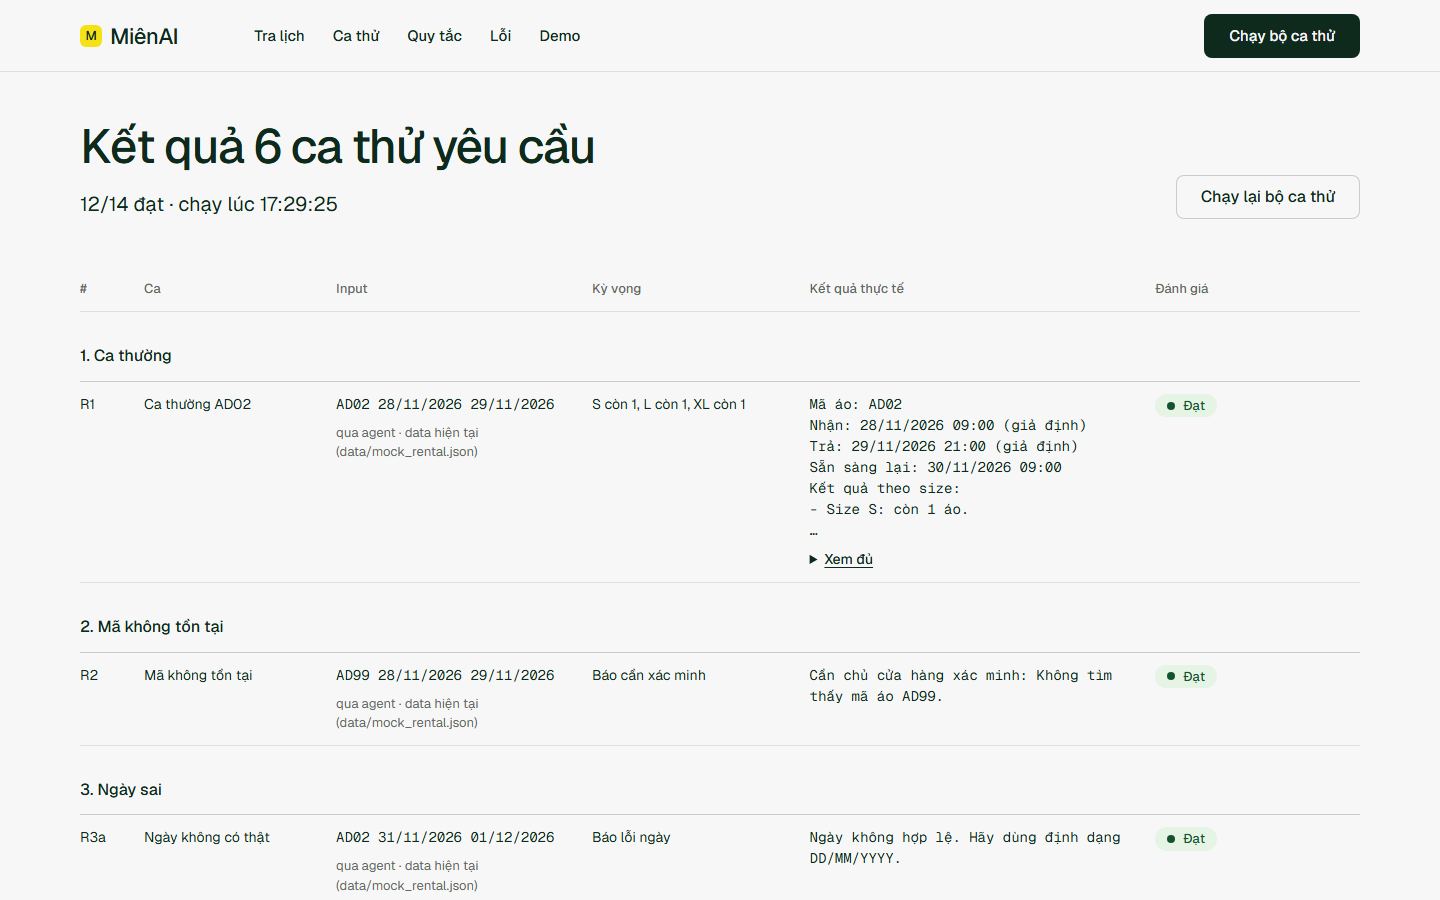 M MiênAI Tra lịch Ca thử Quy tắc Lỗi Demo Chạy bộ ca thử
Kết quả 6 ca thử yêu cầu
12/14 đạt · chạy lúc 17:29:25
Chạy lại bộ ca thử
# Ca Input Kỳ vọng Kết quả thực tế Đánh giá
1. Ca thường
R1 Ca thường AD02 AD02 28/11/2026 29/11/2026 S còn 1, L còn 1, XL còn 1 Mã áo: AD02 Đạt
qua agent · data hiện tại
(data/mock_rental.json)
Nhận: 28/11/2026 09:00 (giả định)
Trả: 29/11/2026 21:00 (giả định)
Sẵn sàng lại: 30/11/2026 09:00
Kết quả theo size:
- Size S: còn 1 áo.
…
▶ Xem đủ
2. Mã không tồn tại
R2 Mã không tồn tại AD99 28/11/2026 29/11/2026 Báo cần xác minh Cần chủ cửa hàng xác minh: Không tìm Đạt
thấy mã áo AD99.
qua agent · data hiện tại
(data/mock_rental.json)
3. Ngày sai
R3a Ngày không có thật AD02 31/11/2026 01/12/2026 Báo lỗi ngày Ngày không hợp lệ. Hãy dùng định dạng Đạt
DD/MM/YYYY.
qua agent · data hiện tại
(data/mock_rental.json)